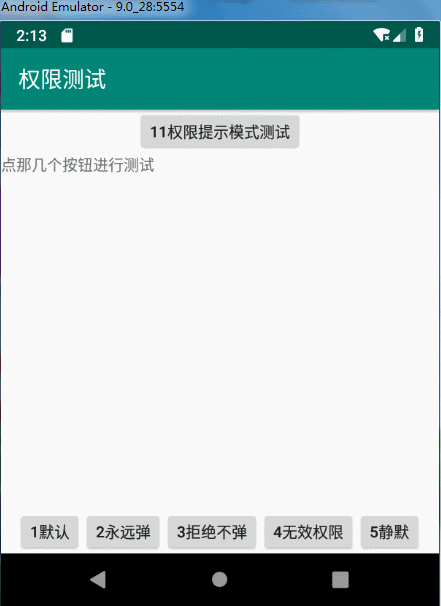 Android Emulator - 9.0_28:5554
2:13
权限测试
11权限提示模式测试
点那几个按钮进行测试
1默认 2永远弹 3拒绝不弹 4无效权限 5静默